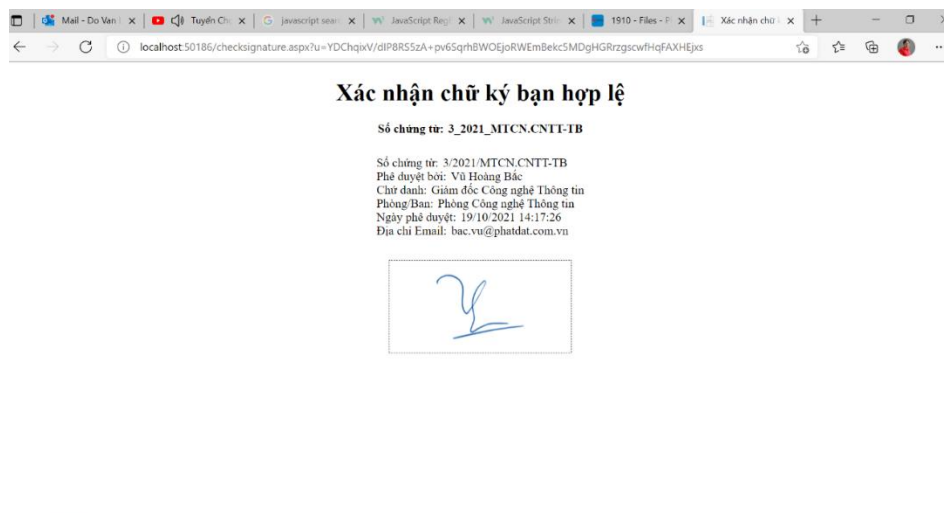 Mail - Do Van
Tuyển Chọ
javascript sear
JavaScript Reg
JavaScript Strin
1910 - Files - P
Xác nhận chữ k
localhost:50186/checksignature.aspx?u=YDChqixV/dIP8RS5zA+pv6SqrhBWOEjoRWEmBekc5MDgHGRrzgscwfHqFAXHEjxs
Xác nhận chữ ký bạn hợp lệ
Số chứng từ: 3_2021_MTCN.CNTT-TB
Số chứng từ: 3/2021/MTCN.CNTT-TB
Phê duyệt bởi: Vũ Hoàng Bắc
Chức danh: Giám đốc Công nghệ Thông tin
Phòng/Ban: Phòng Công nghệ Thông tin
Ngày phê duyệt: 19/10/2021 14:17:26
Địa chỉ Email: bac.vu@phatdat.com.vn